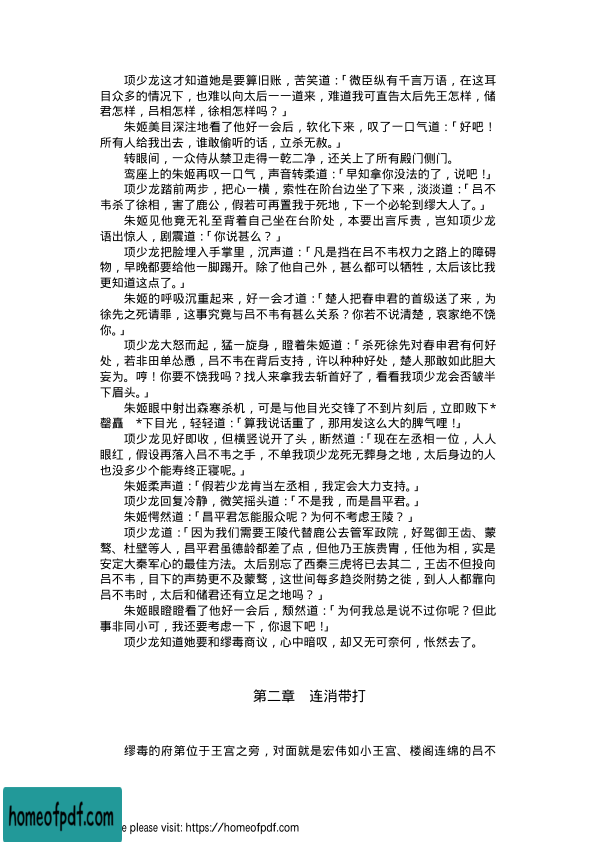 项少龙这才知道她是要算旧账，苦笑道：「微臣纵有千言万语，在这耳
目众多的情况下，也难以向太后一一道来，难道我可直告太后先王怎样，储
君怎样，吕相怎样，徐相怎样吗？」
朱姬美目深注地看了他好一会后，软化下来，叹了一口气道：「好吧！
所有人给我出去，谁敢偷听的话，立杀无赦。」
转眼间，一众侍从禁卫走得一乾二净，还关上了所有殿门侧门。
鸾座上的朱姬再叹一口气，声音转柔道：「早知拿你没法的了，说吧！」
项少龙踏前两步，把心一横，索性在阶台边坐了下来，淡淡道：「吕不
韦杀了徐相，害了鹿公，假若可再置我于死地，下一个必轮到缪大人了。」
朱姬见他竟无礼至背着自己坐在台阶处，本要出言斥责，岂知项少龙
语出惊人，剧震道：「你说甚么？」
项少龙把脸埋入手掌里，沉声道：「凡是挡在吕不韦权力之路上的障碍
物，早晚都要给他一脚踢开。除了他自己外，甚么都可以牺牲，太后该比我
更知道这点了。」
朱姬的呼吸沉重起来，好一会才道：「楚人把春申君的首级送了来，为
徐先之死请罪，这事究竟与吕不韦有甚么关系？你若不说清楚，哀家绝不饶
你。」
项少龙大怒而起，猛一旋身，瞪着朱姬道：「杀死徐先对春申君有何好
处，若非田单怂恿，吕不韦在背后支持，许以种种好处，楚人那敢如此胆大
妄为。哼！你要不饶我吗？找人来拿我去斩首好了，看看我项少龙会否皱半
下眉头。」
朱姬眼中射出森寒杀机，可是与他目光交锋了不到片刻后，立即败下*
罄矗　*下目光，轻轻道：「算我说话重了，那用发这么大的脾气哩！」
项少龙见好即收，但横竖说开了头，断然道：「现在左丞相一位，人人
眼红，假设再落入吕不韦之手，不单我项少龙死无葬身之地，太后身边的人
也没多少个能寿终正寝呢。」
朱姬柔声道：「假若少龙肯当左丞相，我定会大力支持。」
项少龙回复冷静，微笑摇头道：「不是我，而是昌平君。」
朱姬愕然道：「昌平君怎能服众呢？为何不考虑王陵？」
项少龙道：「因为我们需要王陵代替鹿公去管军政院，好驾御王齿、蒙
骜、杜壁等人，昌平君虽德龄都差了点，但他乃王族贵胄，任他为相，实是
安定大秦军心的最佳方法。太后别忘了西秦三虎将已去其二，王齿不但投向
吕不韦，目下的声势更不及蒙骜，这世间每多趋炎附势之徙，到人人都靠向
吕不韦时，太后和储君还有立足之地吗？」
朱姬眼瞪瞪看了他好一会后，颓然道：「为何我总是说不过你呢？但此
事非同小可，我还要考虑一下，你退下吧！」
项少龙知道她要和缪毒商议，心中暗叹，却又无可奈何，怅然去了。
第二章　连消带打
缪毒的府第位于王宫之旁，对面就是宏伟如小王宫、楼阁连绵的吕不
homeofpdf.com
e please visit: https://homeofpdf.com